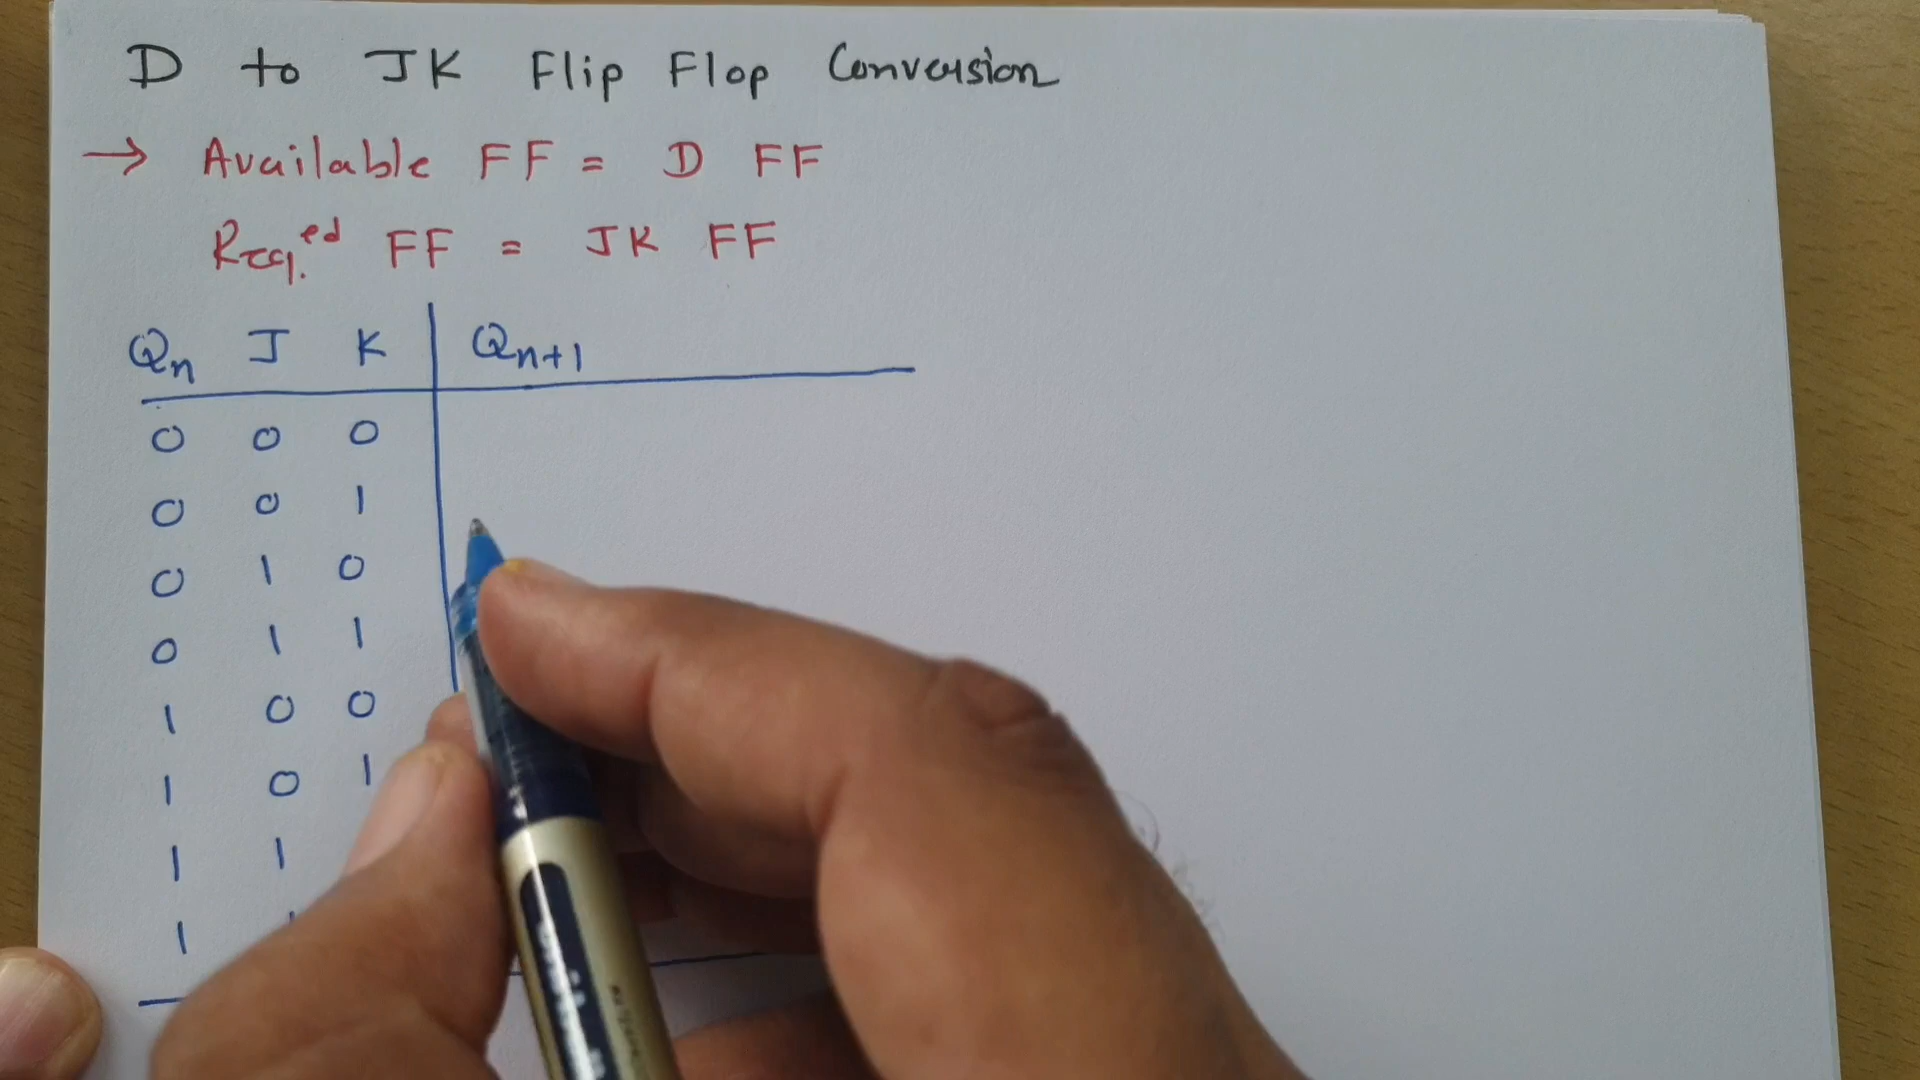 D to JK Flip Flop Conversion
→ Available FF = D FF
Req.ed FF = JK FF
Qn J K Qn+1
0 0 0
0 0 1
0 1 0
0 1 1
1 0 0
1 0 1
1 1
1